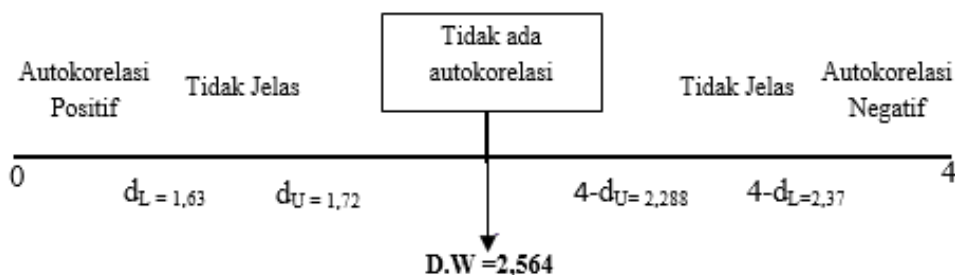 Tidak ada
autokorelasi
Autokorelasi
Positif
Tidak Jelas
Tidak Jelas
Autokorelasi
Negatif
0
4
dL = 1,63
dU = 1,72
4-dU= 2,288
4-dL=2,37
D.W =2,564